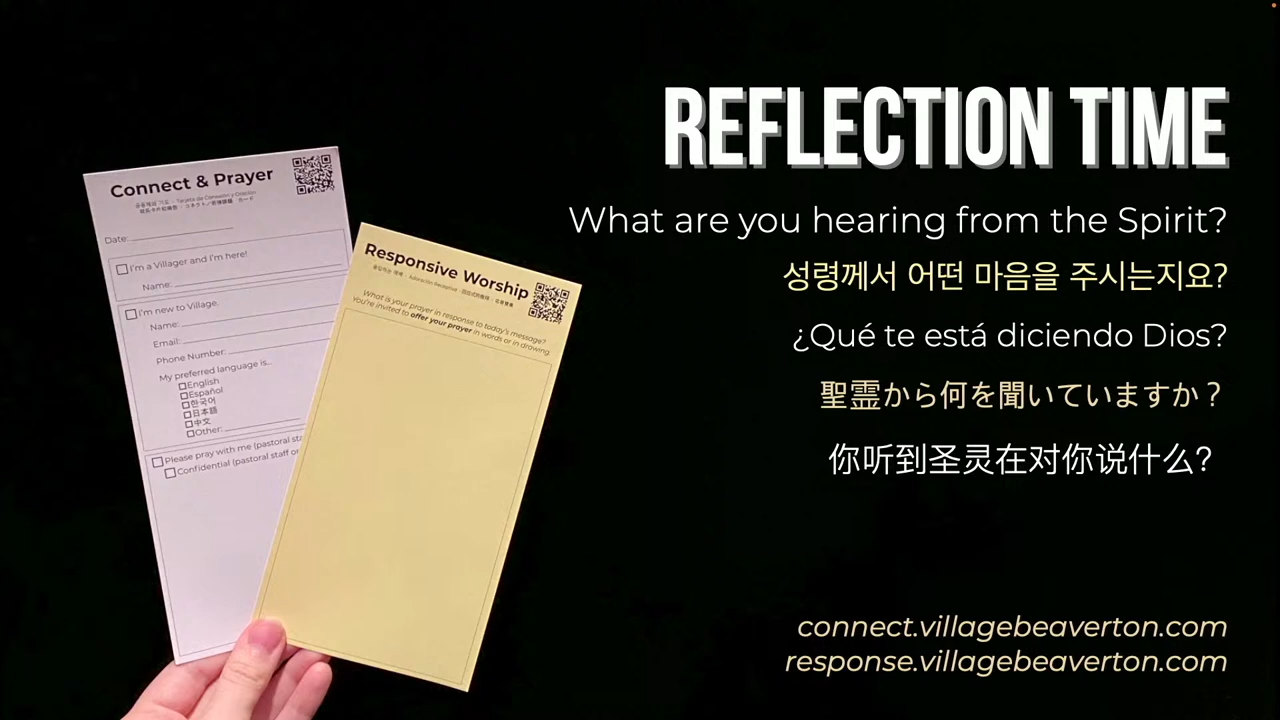 REFLECTION TIME
What are you hearing from the Spirit?
성령께서 어떤 마음을 주시는지요?
¿Qué te está diciendo Dios?
聖霊から何を聞いていますか？
你听到圣灵在对你说什么?
connect.villagebeaverton.com
response.villagebeaverton.com
Connect & Prayer
Date:
I'm a Villager and I'm here!
Name:
I'm new to Village,
Name:
Email:
Phone Number:
My preferred language is...
English
Español
한국어
日本語
中文
Other:
Please pray with me (pastoral
Confidential (pastoral staff
Responsive Worship
What is your prayer in response to today's message?
You're invited to offer your prayer in words or in drawing.